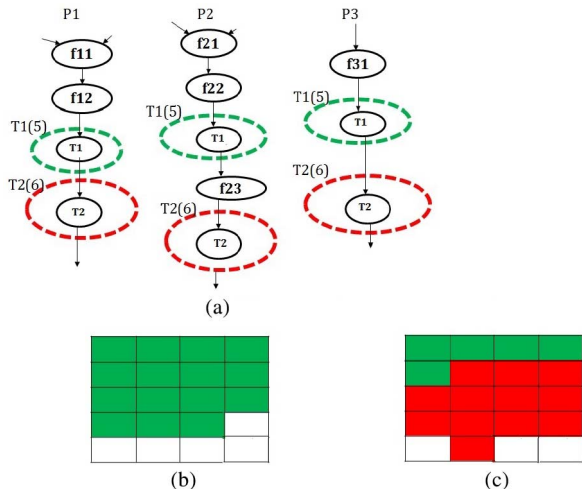 P1 P2 P3
f11 f21 f31
f12 f22
T1(5) T1(5) T1(5)
T1 T1 T1
T2(6) T2(6) T2(6)
f23
T2 T2 T2
(a)
(b) (c)